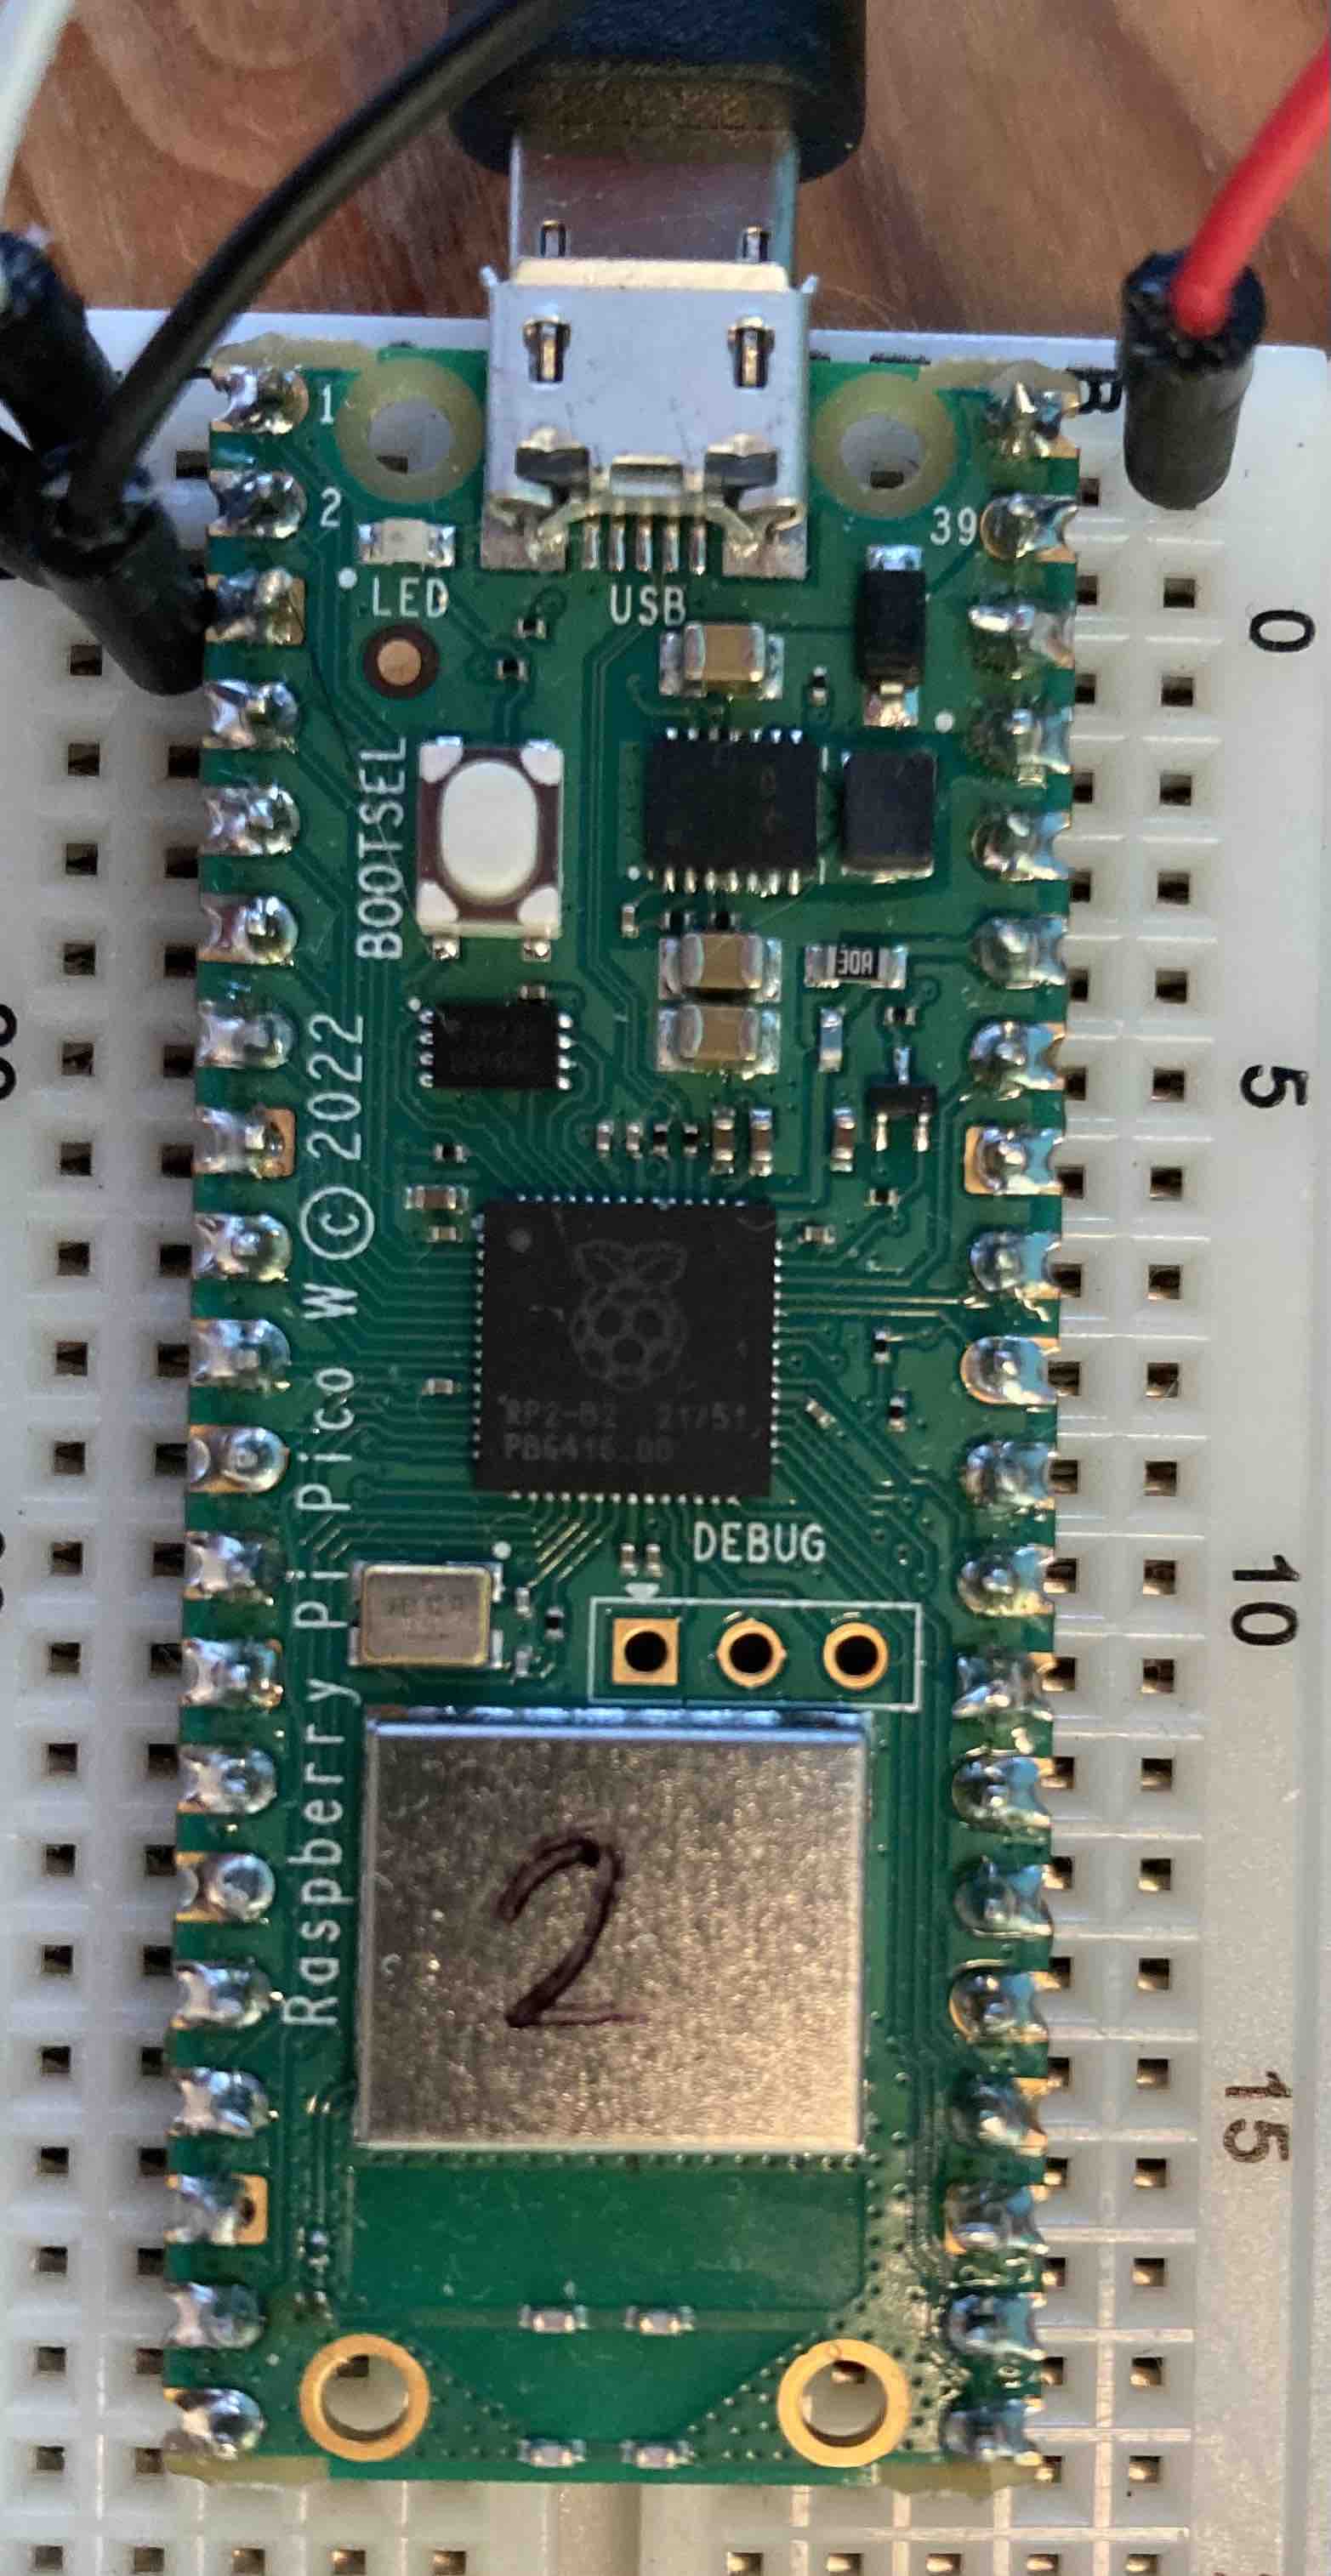 1
2
39
LED
USB
BOOTSEL
0
30A
5
Raspberry Pi Pico W © 2022
RP2-B2 21/51
PB6416.00
DEBUG
10
2
15